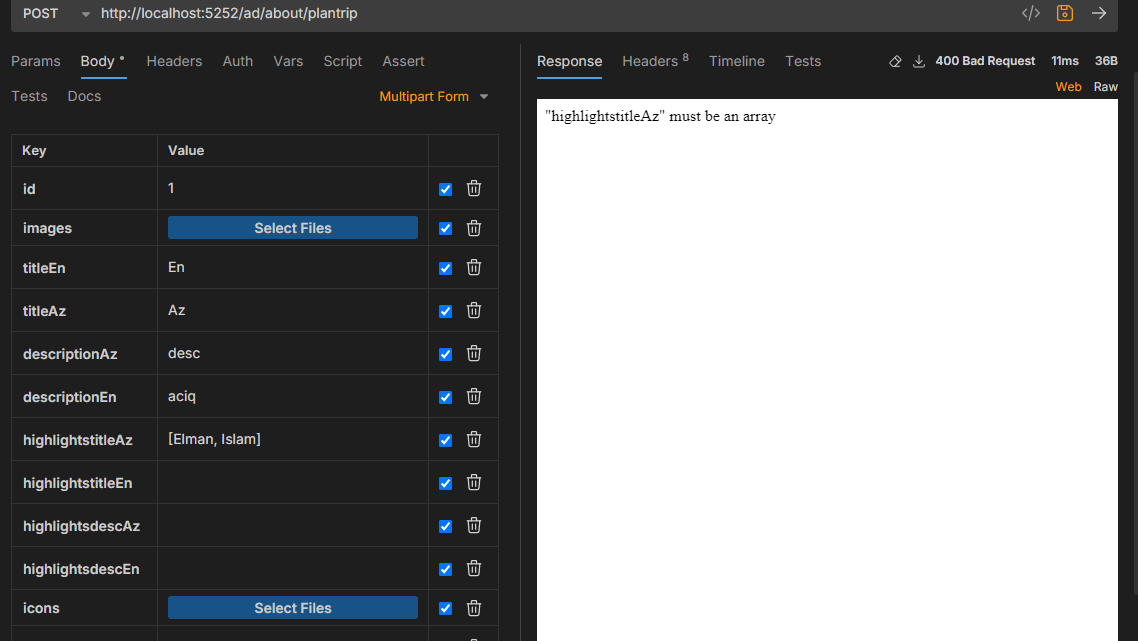 POST http://localhost:5252/ad/about/plantrip </>
Params Body Headers Auth Vars Script Assert
Tests Docs Multipart Form
Key Value
id 1
images Select Files
titleEn En
titleAz Az
descriptionAz desc
descriptionEn aciq
highlightstitleAz [Elman, Islam]
highlightstitleEn
highlightsdescAz
highlightsdescEn
icons Select Files
Response Headers 8 Timeline Tests 400 Bad Request 11ms 36B
Web Raw
"highlightstitleAz" must be an array